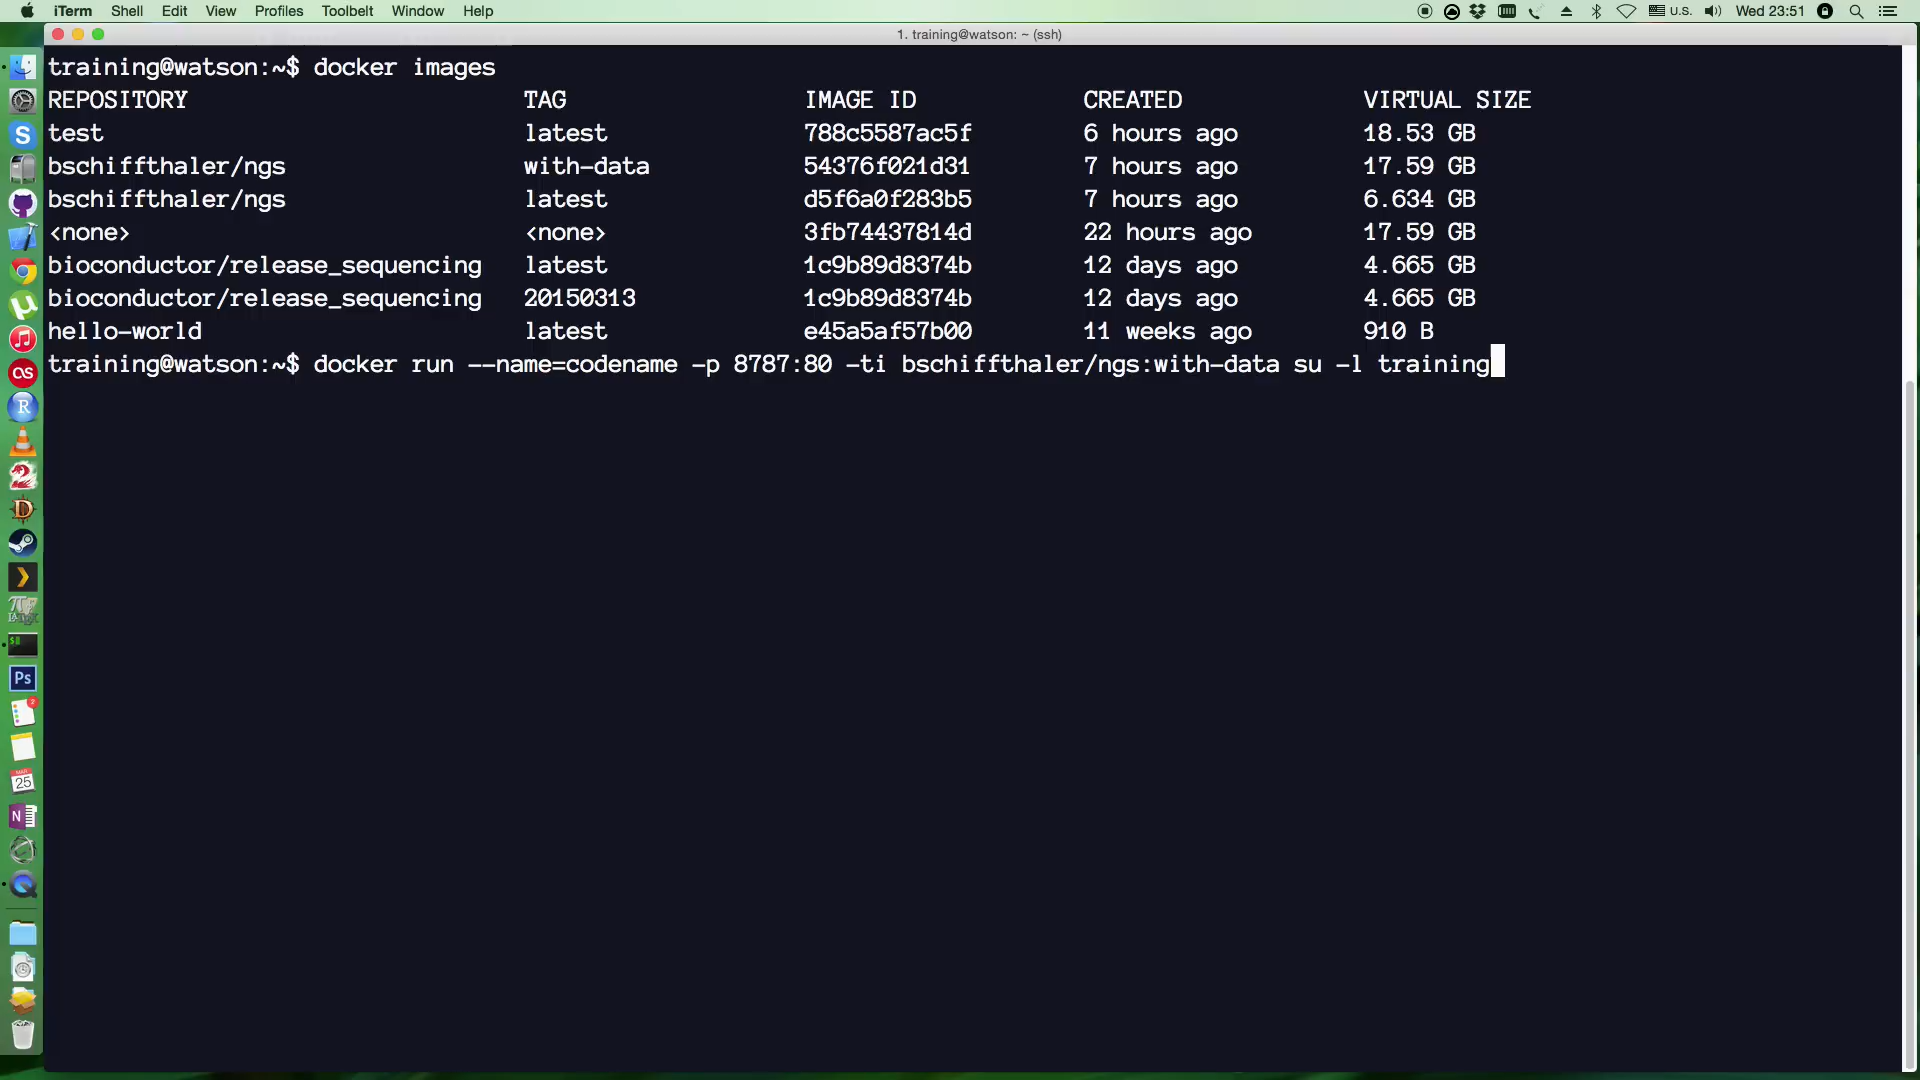 iTerm Shell Edit View Profiles Toolbelt Window Help U.S. Wed 23:51
1. training@watson: ~ (ssh)
training@watson:~$ docker images
REPOSITORY TAG IMAGE ID CREATED VIRTUAL SIZE
test latest 788c5587ac5f 6 hours ago 18.53 GB
bschiffthaler/ngs with-data 54376f021d31 7 hours ago 17.59 GB
bschiffthaler/ngs latest d5f6a0f283b5 7 hours ago 6.634 GB
<none> <none> 3fb74437814d 22 hours ago 17.59 GB
bioconductor/release_sequencing latest 1c9b89d8374b 12 days ago 4.665 GB
bioconductor/release_sequencing 20150313 1c9b89d8374b 12 days ago 4.665 GB
hello-world latest e45a5af57b00 11 weeks ago 910 B
training@watson:~$ docker run --name=codename -p 8787:80 -ti bschiffthaler/ngs:with-data su -l training
S
R
Ps
2
MAR
25
N